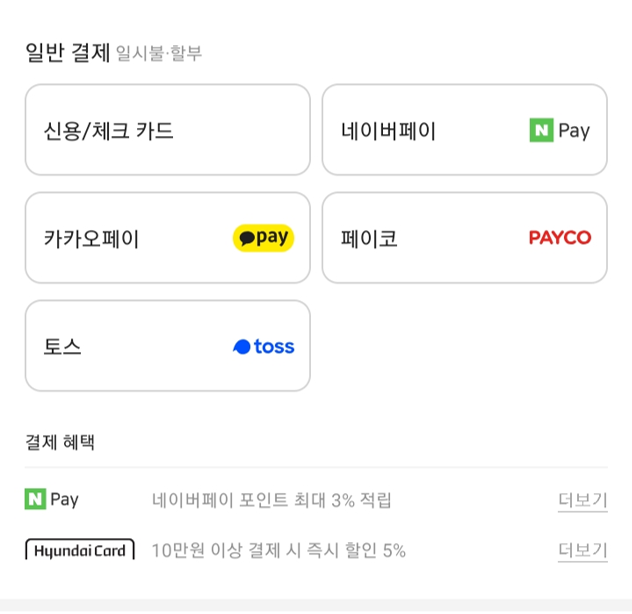 일반 결제 일시불·할부
신용/체크 카드
네이버페이 N Pay
카카오페이 pay
페이코 PAYCO
토스 toss
결제 혜택
N Pay 네이버페이 포인트 최대 3% 적립 더보기
Hyundai Card 10만원 이상 결제 시 즉시 할인 5% 더보기